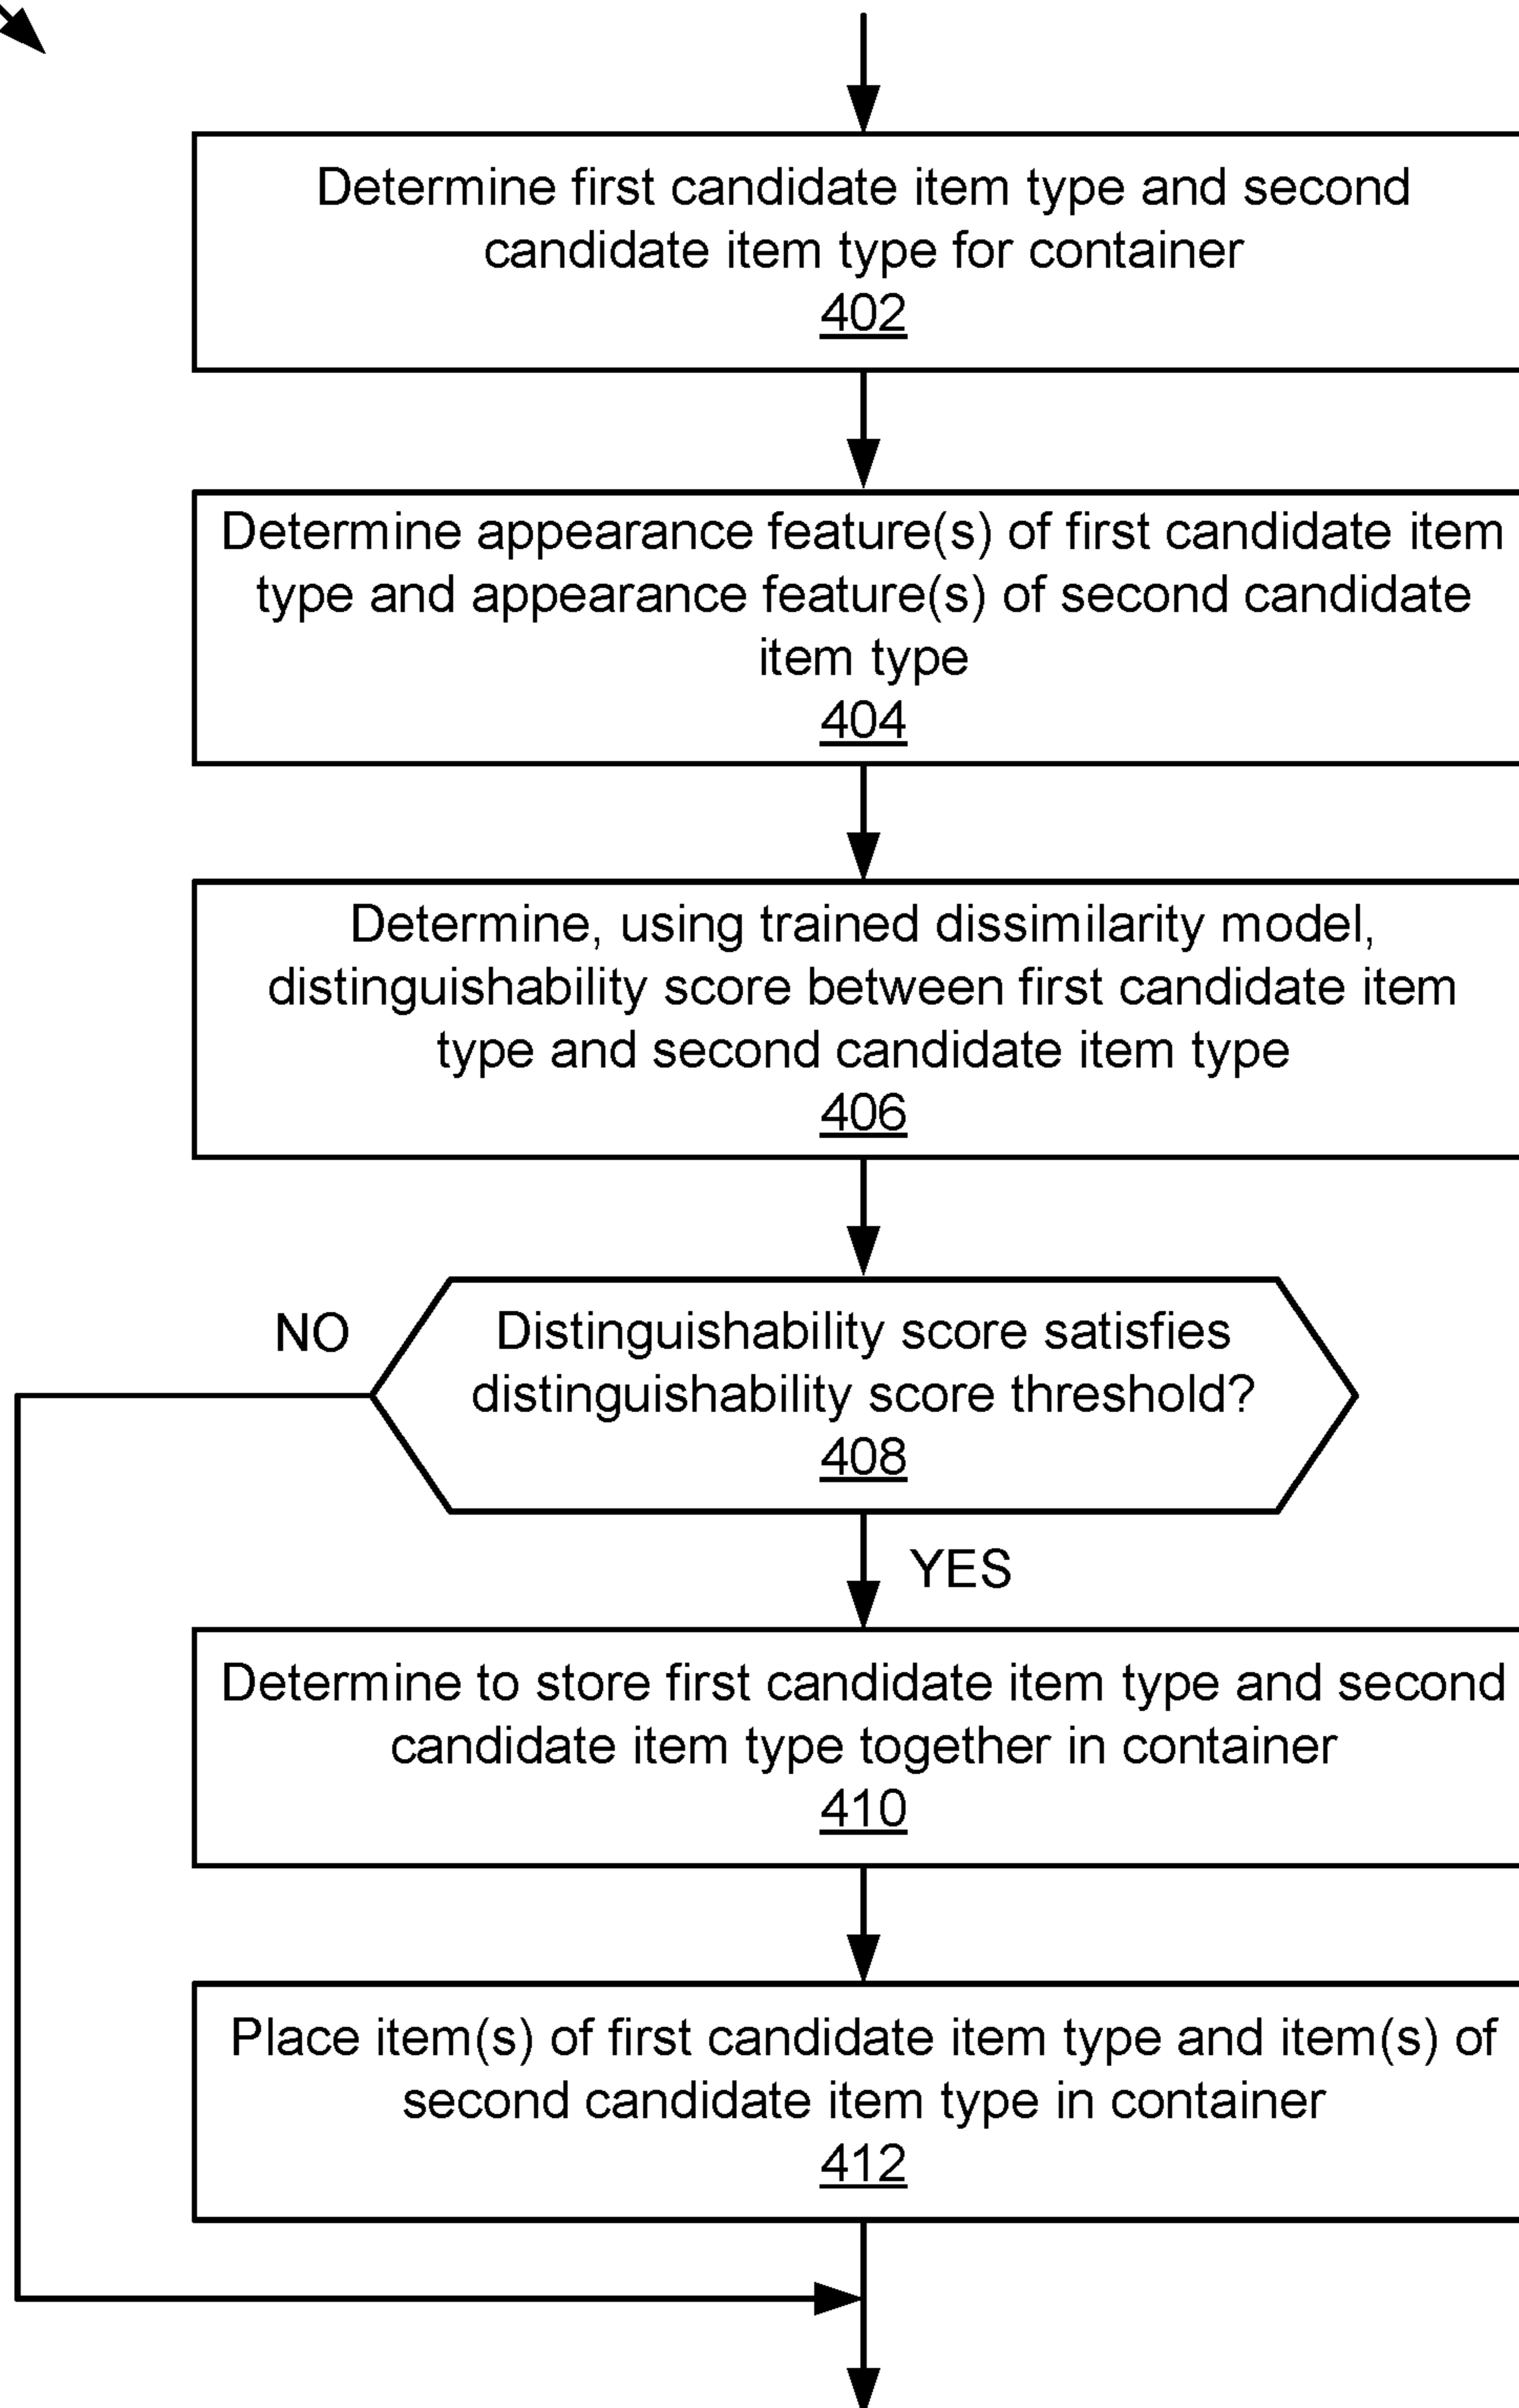 Determine first candidate item type and second
candidate item type for container
402
Determine appearance feature(s) of first candidate item
type and appearance feature(s) of second candidate
item type
404
Determine, using trained dissimilarity model,
distinguishability score between first candidate item
type and second candidate item type
406
NO
Distinguishability score satisfies
distinguishability score threshold?
408
YES
Determine to store first candidate item type and second
candidate item type together in container
410
Place item(s) of first candidate item type and item(s) of
second candidate item type in container
412